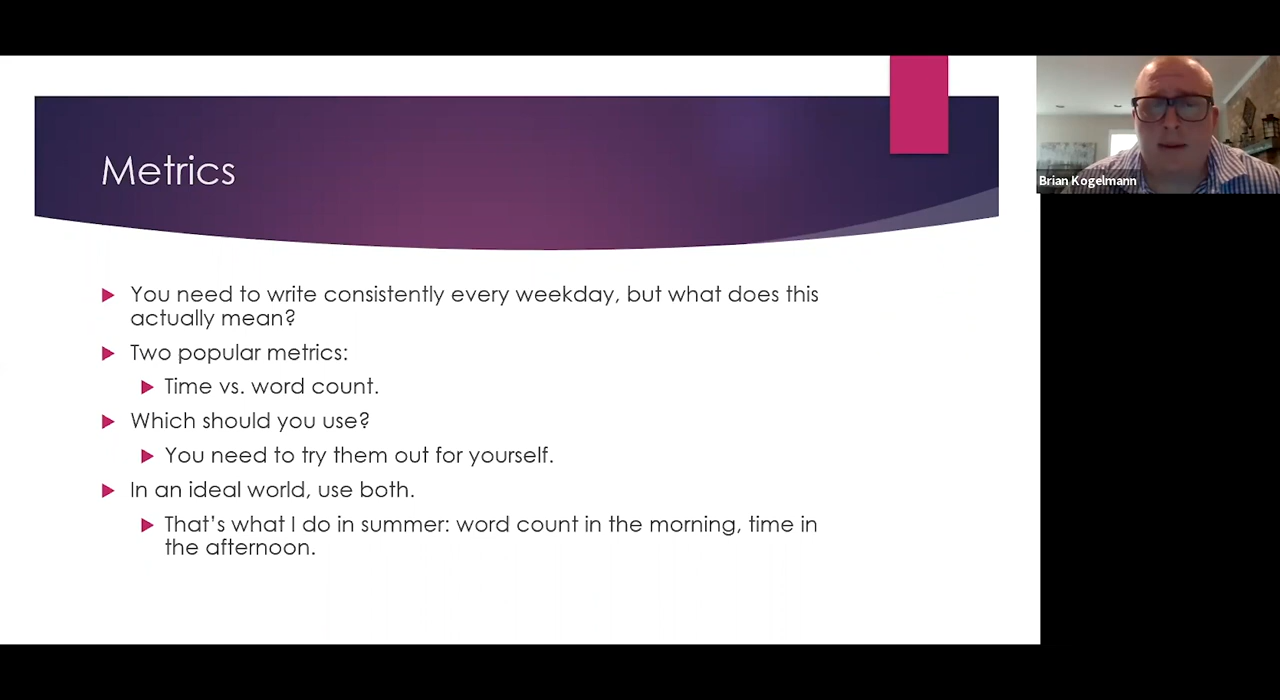 Metrics
Brian Kogelmann
You need to write consistently every weekday, but what does this
actually mean?
Two popular metrics:
Time vs. word count.
Which should you use?
You need to try them out for yourself.
In an ideal world, use both.
That's what I do in summer: word count in the morning, time in
the afternoon.